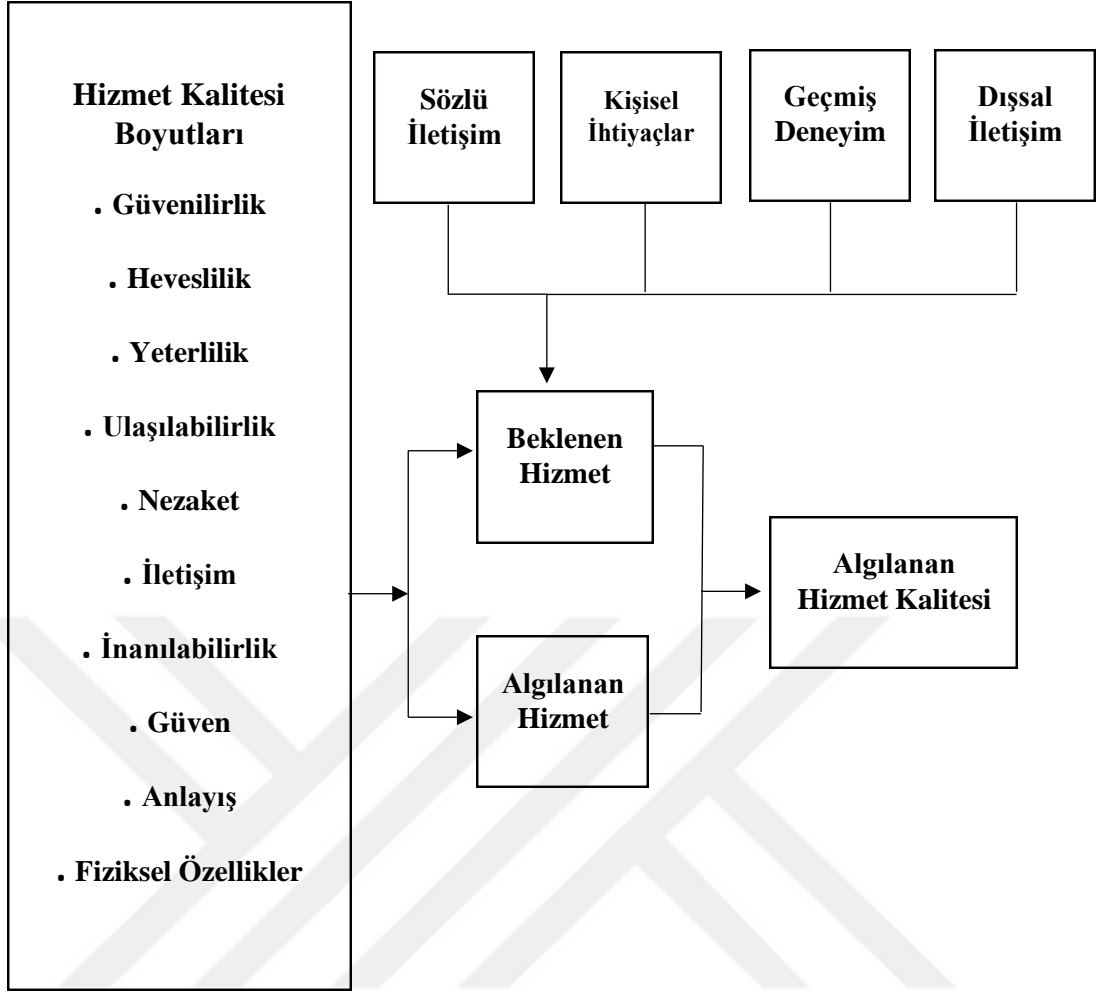 Hizmet Kalitesi
Boyutları
. Güvenilirlik
. Heveslilik
. Yeterlilik
. Ulaşılabilirlik
. Nezaket
. İletişim
. İnanılabilirlik
. Güven
. Anlayış
. Fiziksel Özellikler
Sözlü
İletişim
Kişisel
İhtiyaçlar
Geçmiş
Deneyim
Dışsal
İletişim
Beklenen
Hizmet
Algılanan
Hizmet
Algılanan
Hizmet Kalitesi